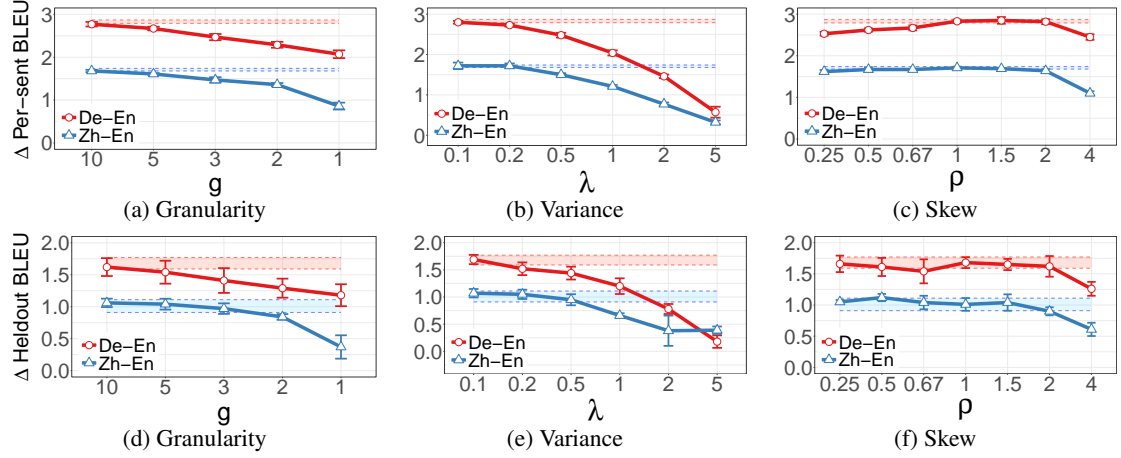 Δ Per-sent BLEU
3
2
1
0
De−En
Zh−En
10 5 3 2 1
g
(a) Granularity
3
2
1
0
De−En
Zh−En
0.1 0.2 0.5 1 2 5
λ
(b) Variance
3
2
1
0
De−En
Zh−En
0.25 0.5 0.67 1 1.5 2 4
ρ
(c) Skew
Δ Heldout BLEU
2.0
1.5
1.0
0.5
0.0
De−En
Zh−En
10 5 3 2 1
g
(d) Granularity
2.0
1.5
1.0
0.5
0.0
De−En
Zh−En
0.1 0.2 0.5 1 2 5
λ
(e) Variance
2.0
1.5
1.0
0.5
0.0
De−En
Zh−En
0.25 0.5 0.67 1 1.5 2 4
ρ
(f) Skew